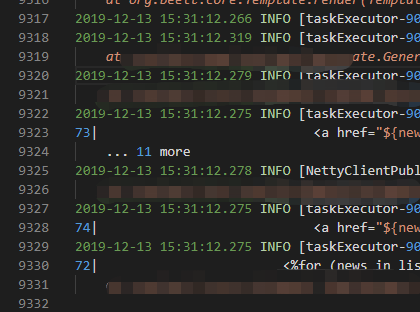 9316 at org.beetl.core.Template.render(Templat
9317 2019-12-13 15:31:12.266 INFO [taskExecutor-90
9318 2019-12-13 15:31:12.319 INFO [taskExecutor-90
9319 at ate.Gener
9320 2019-12-13 15:31:12.279 INFO [taskExecutor-90
9321
9322 2019-12-13 15:31:12.275 INFO [taskExecutor-90
9323 73| <a href="${new
9324 ... 11 more
9325 2019-12-13 15:31:12.278 INFO [NettyClientPubl
9326
9327 2019-12-13 15:31:12.275 INFO [taskExecutor-90
9328 74| <a href="${new
9329 2019-12-13 15:31:12.275 INFO [taskExecutor-90
9330 72| <%for (news in lis
9331
9332